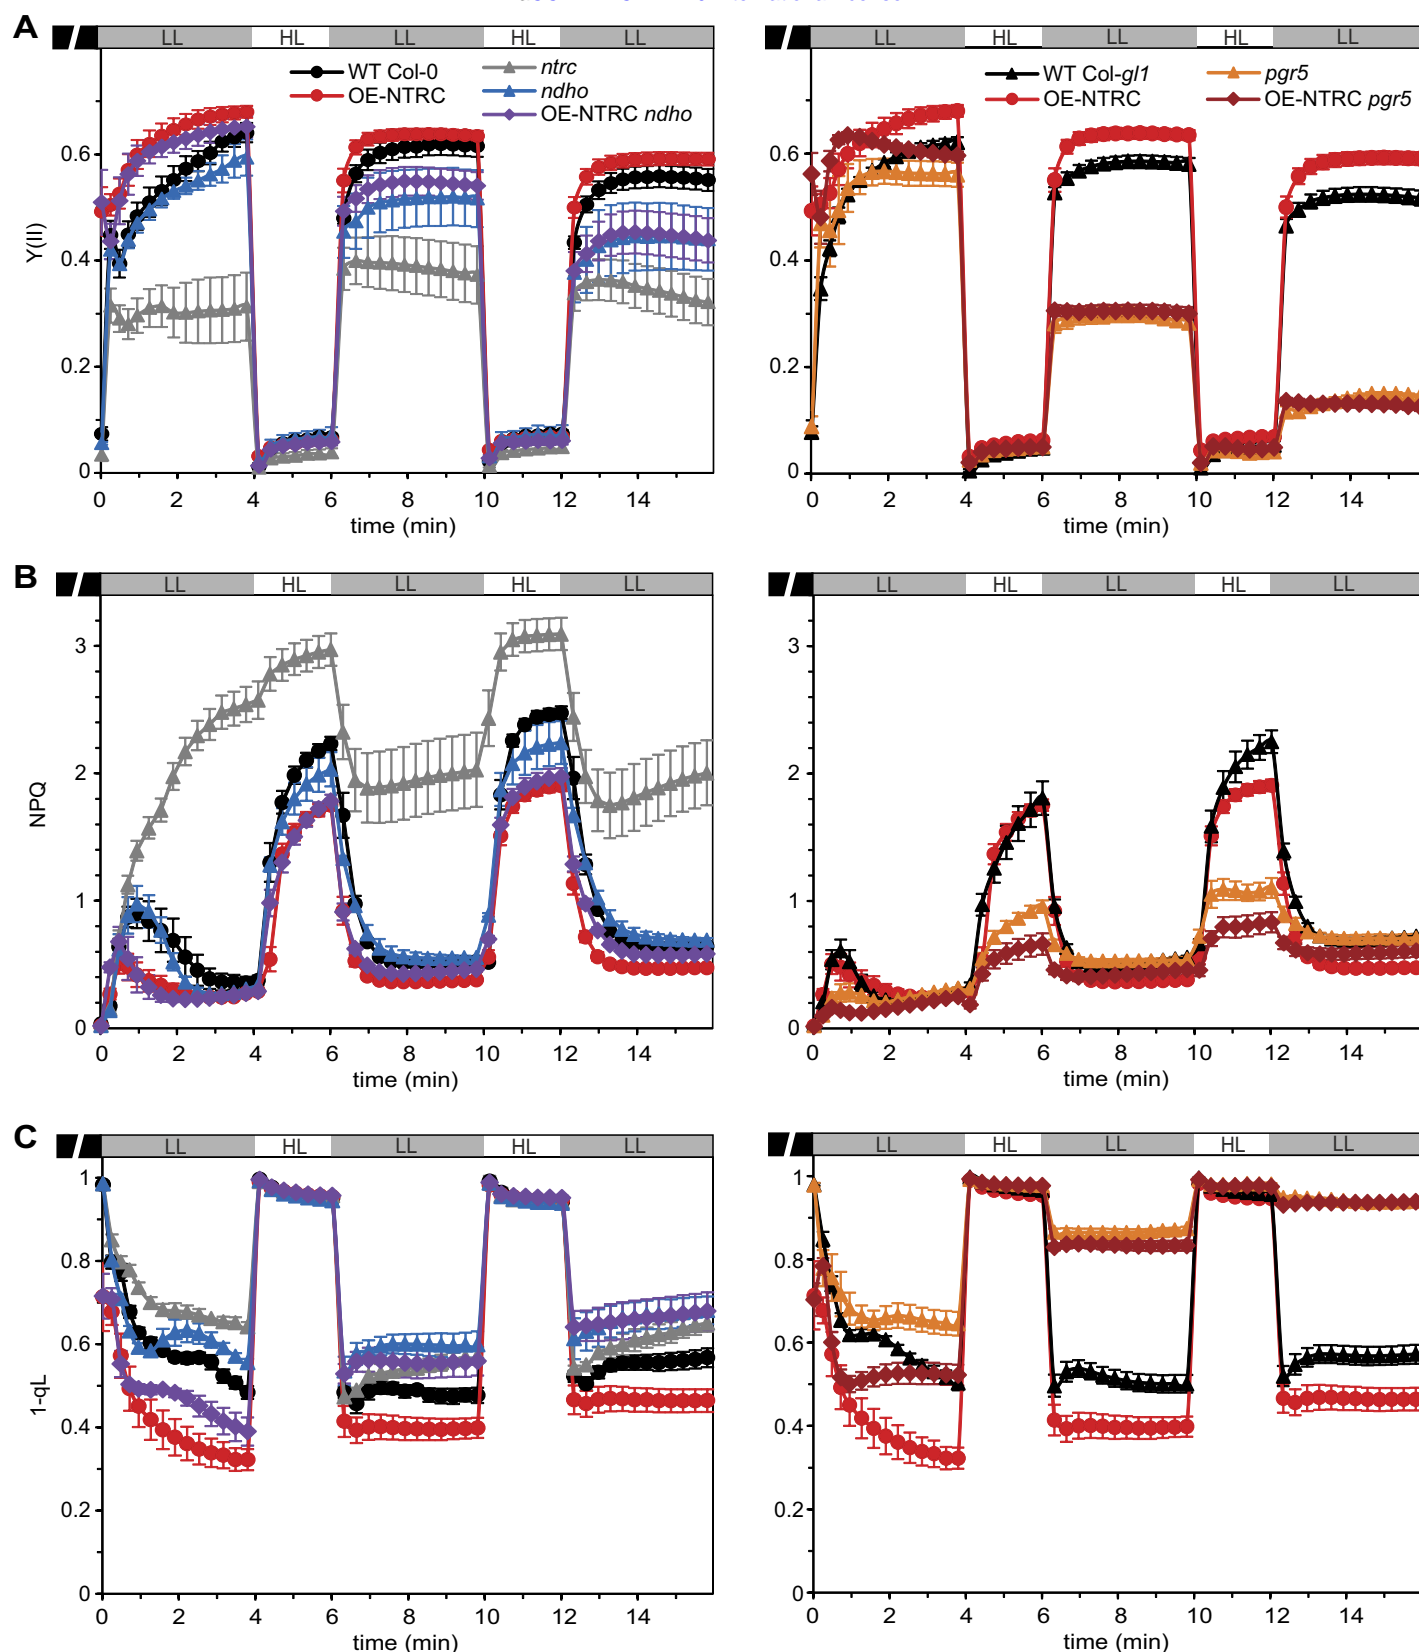 A
LL HL LL HL LL
WT Col-0
OE-NTRC
ntrc
ndho
OE-NTRC ndho
Y(II)
0.6
0.4
0.2
0
0 2 4 6 8 10 12 14
time (min)
LL HL LL HL LL
WT Col-gl1
OE-NTRC
pgr5
OE-NTRC pgr5
0.6
0.4
0.2
0
0 2 4 6 8 10 12 14
time (min)
B
LL HL LL HL LL
NPQ
3
2
1
0
0 2 4 6 8 10 12 14
time (min)
LL HL LL HL LL
3
2
1
0
0 2 4 6 8 10 12 14
time (min)
C
LL HL LL HL LL
1-qL
1
0.8
0.6
0.4
0.2
0
0 2 4 6 8 10 12 14
time (min)
LL HL LL HL LL
1
0.8
0.6
0.4
0.2
0
0 2 4 6 8 10 12 14
time (min)